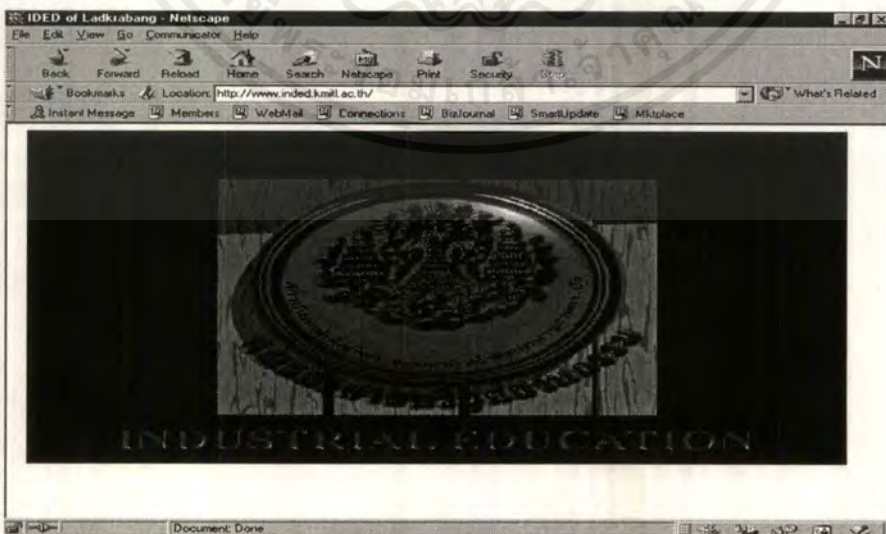 IDED of Ladkrabang - Netscape
File Edit View Go Communicator Help
Back Forward Reload Home Search Netscape Print Security Stop
N
Bookmarks Location: http://www.inded.kmitl.ac.th/ What's Related
Instant Message Members WebMail Connections BizJournal SmartUpdate Mktplace
INDUSTRIAL EDUCATION
Document: Done